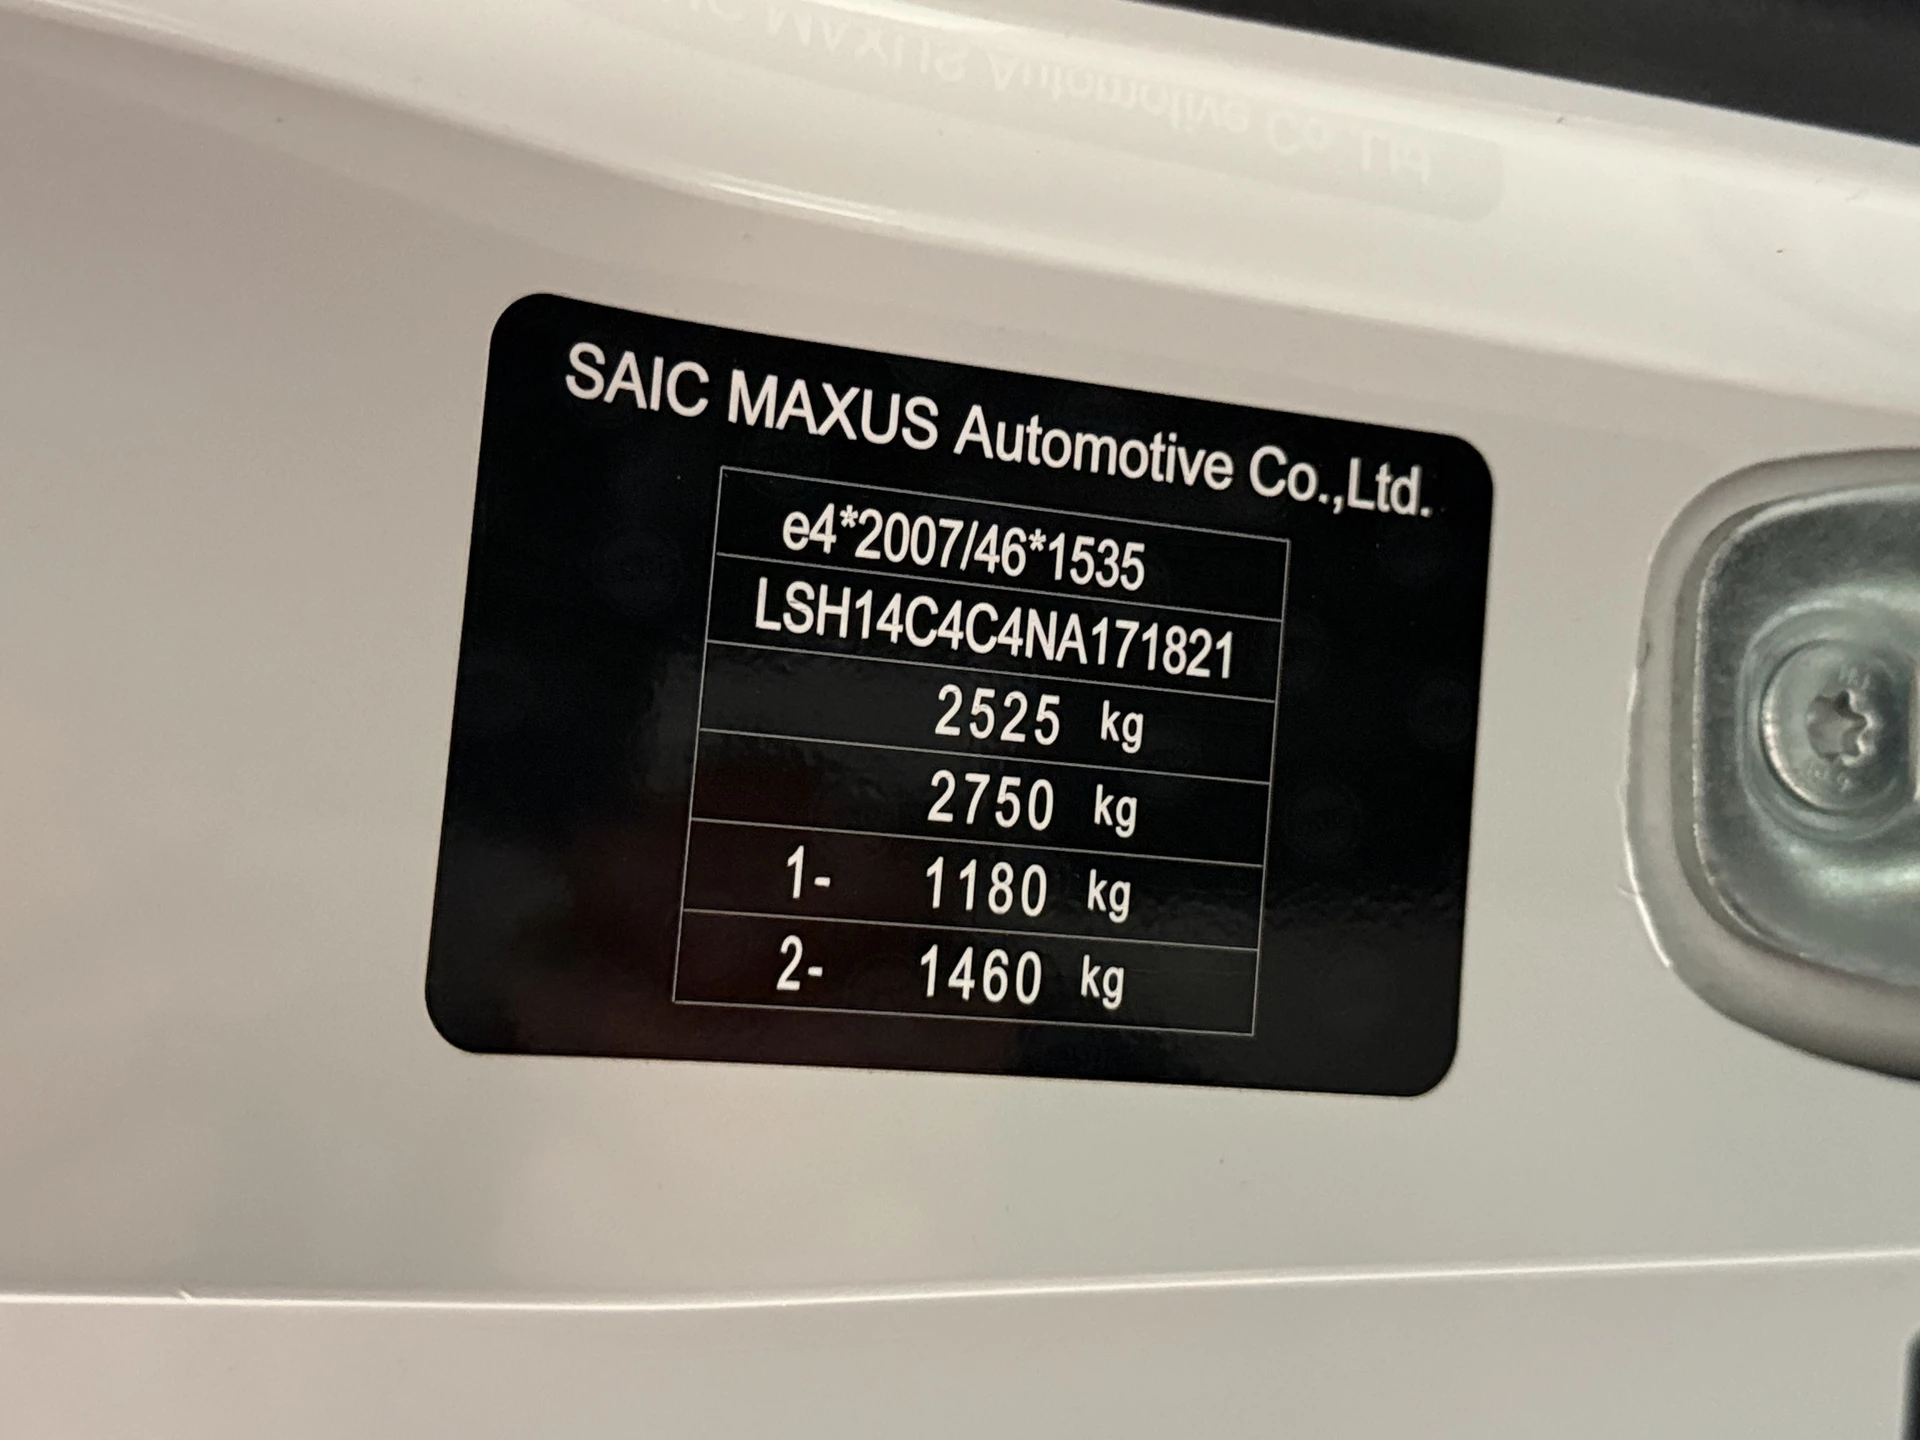 SAIC MAXUS Automotive Co.,Ltd.
e4*2007/46*1535
LSH14C4C4NA171821
2525 kg
2750 kg
1- 1180 kg
2- 1460 kg